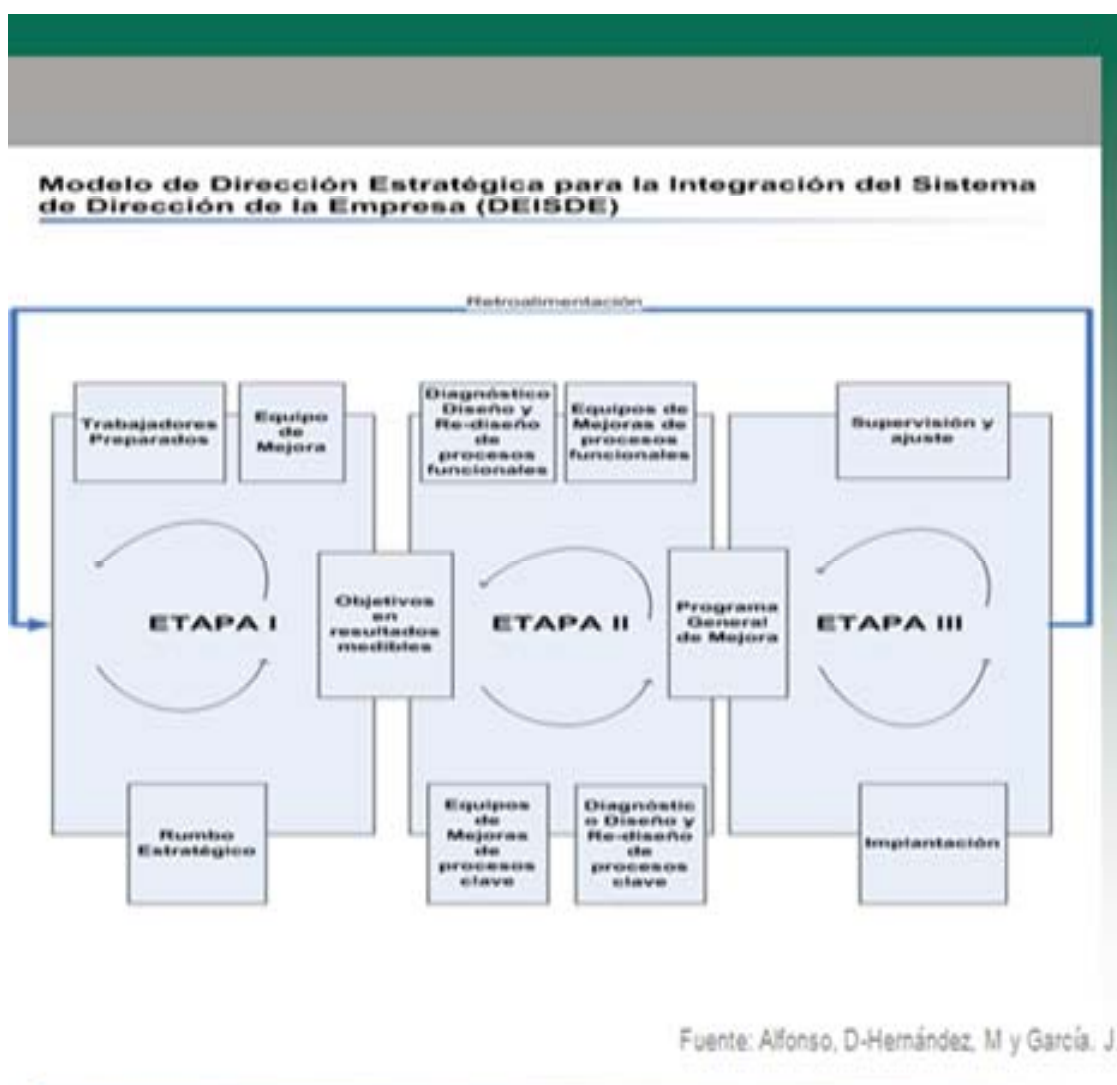 Modelo de Dirección Estratégica para la Integración del Sistema
de Dirección de la Empresa (DEISDE)
Retroalimentación
Trabajadores
Preparados
Equipo
de
Mejora
Diagnóstico
Diseño y
Re-diseño
de
procesos
funcionales
Equipos de
Mejoras de
procesos
funcionales
Supervisión y
ajuste
ETAPA I
Objetivos
en
resultados
medibles
ETAPA II
Programa
General
de Mejora
ETAPA III
Rumbo
Estratégico
Equipos
de
Mejoras
de
procesos
clave
Diagnóstic
o Diseño y
Re-diseño
de
procesos
clave
Implantación
Fuente: Alfonso, D-Hernández, M y García. J